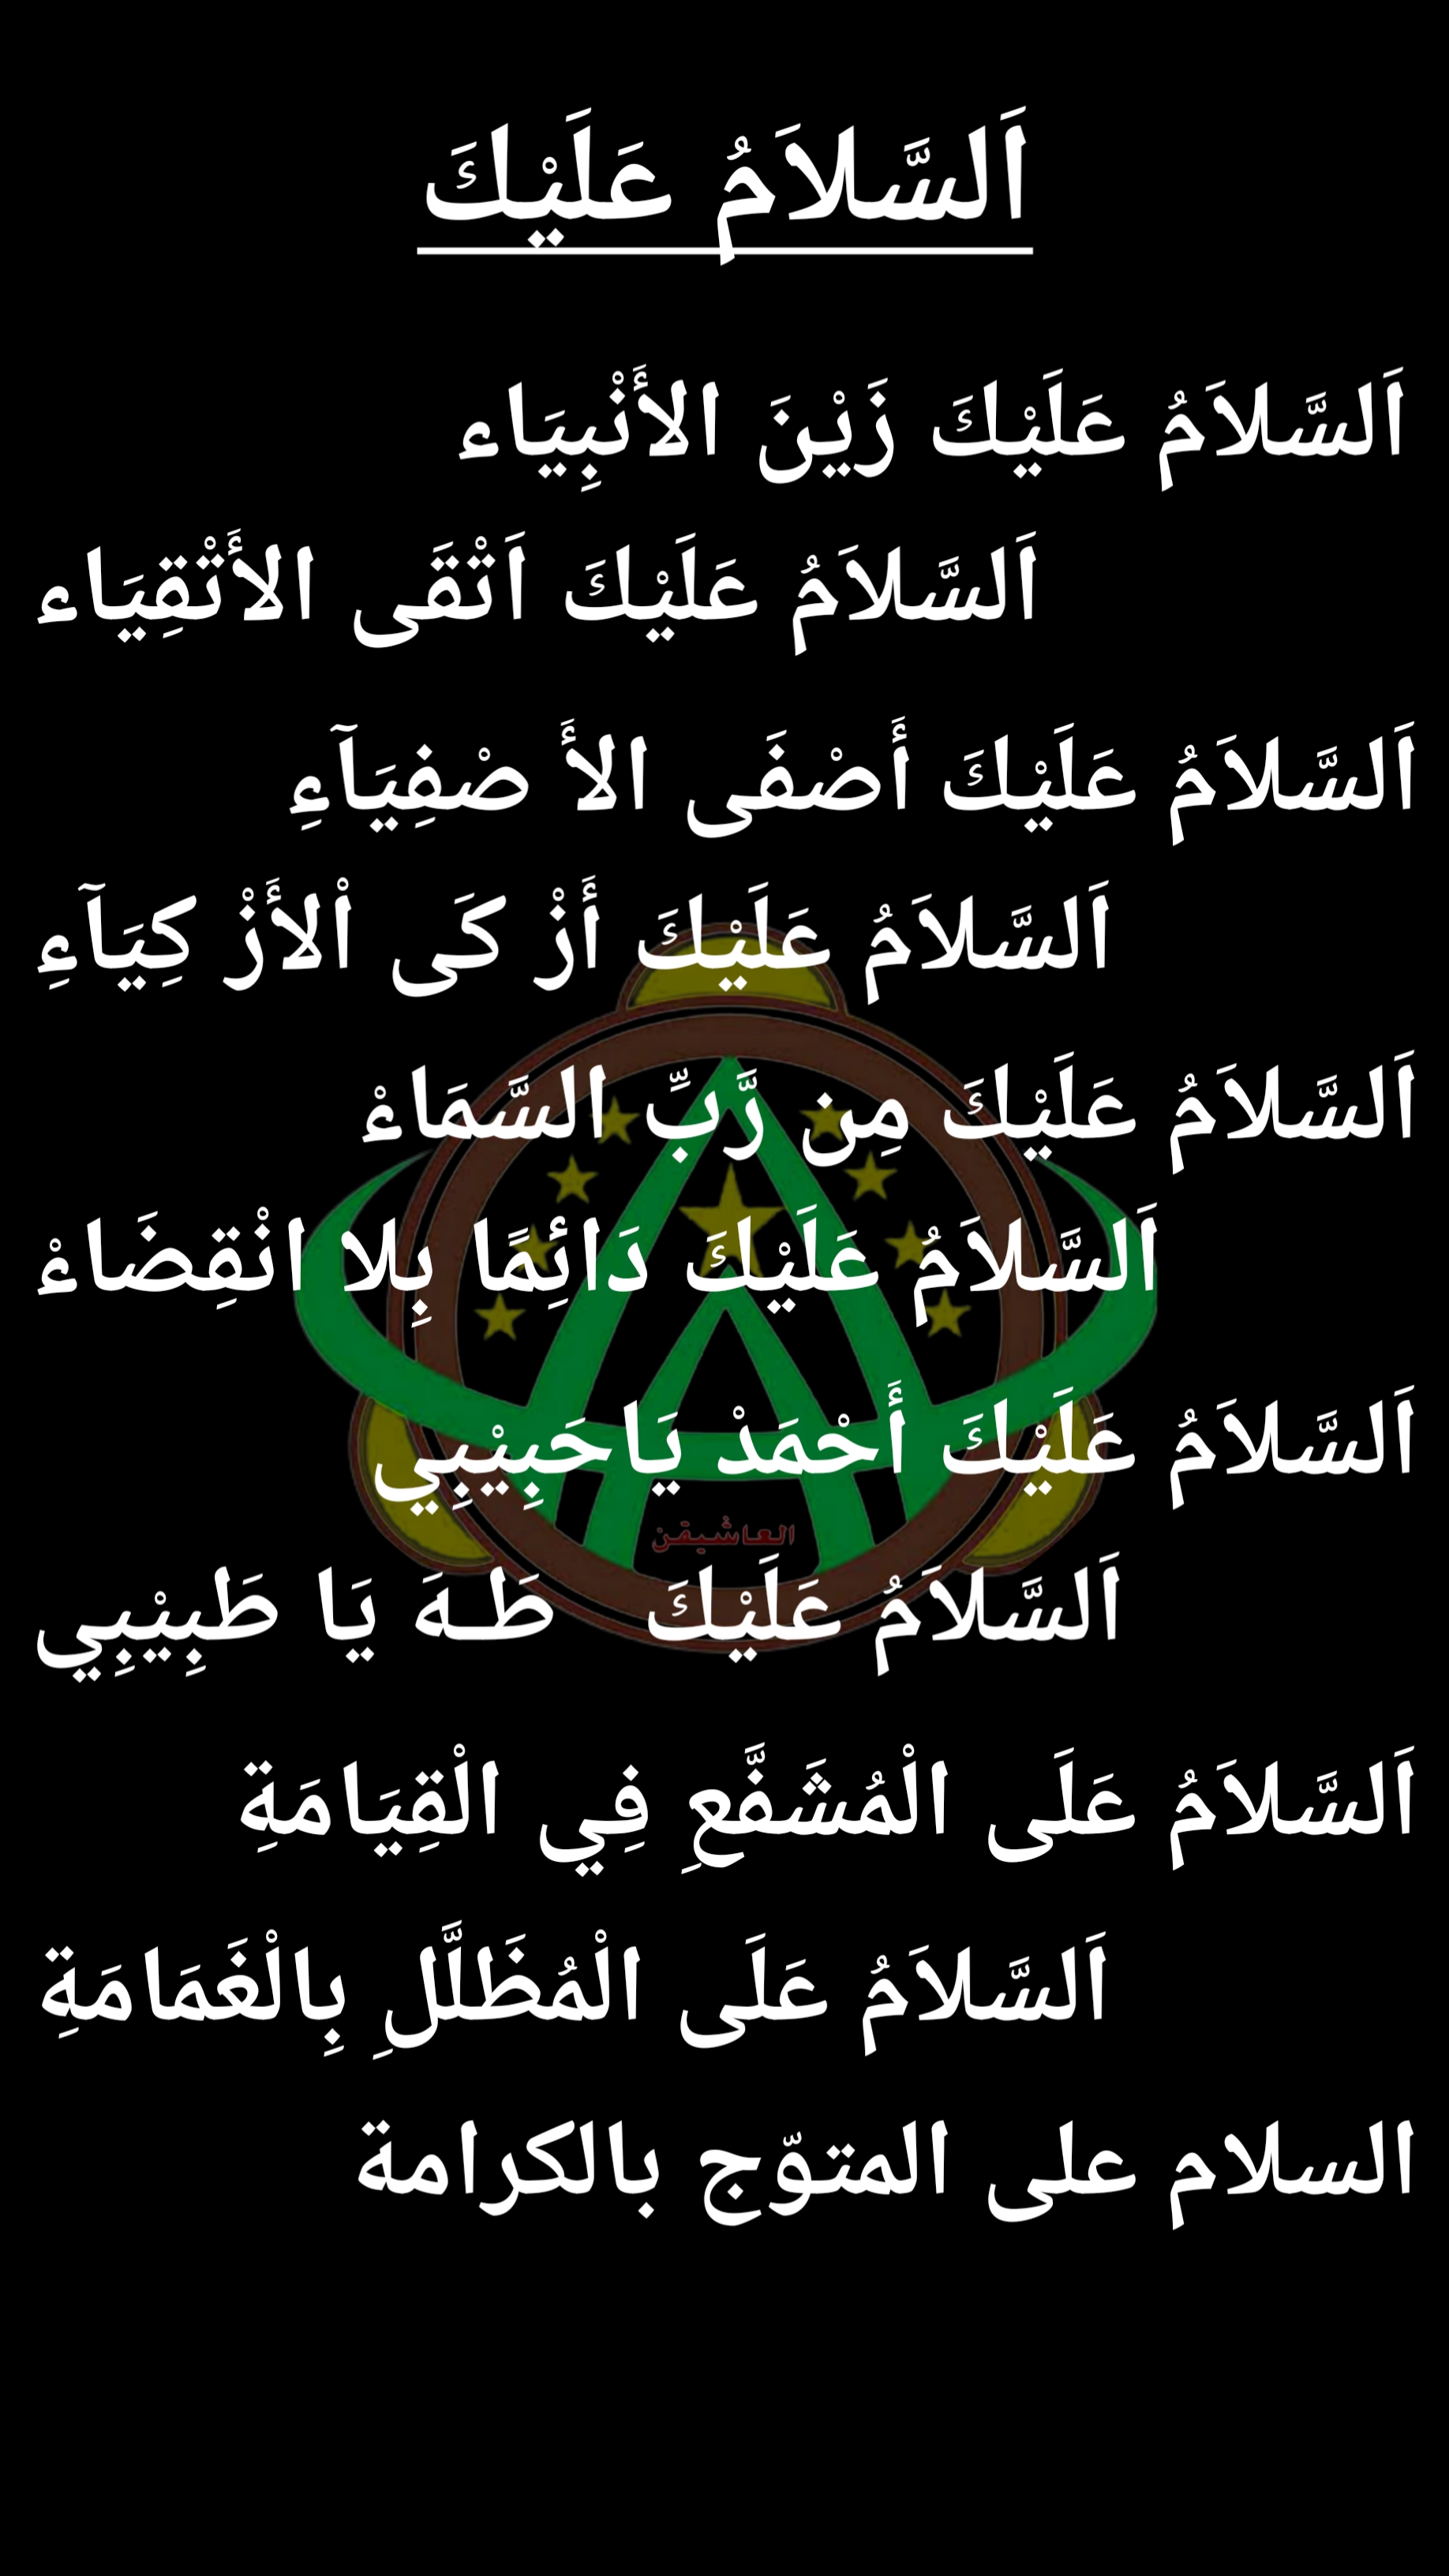 اَلسَّلاَمُ عَلَيْكَ
اَلسَّلاَمُ عَلَيْكَ زَيْنَ الأَنْبِيَاء
اَلسَّلاَمُ عَلَيْكَ اَتْقَى الأَتْقِيَاء
اَلسَّلاَمُ عَلَيْكَ أَصْفَى الأَ صْفِيَآءِ
اَلسَّلاَمُ عَلَيْكَ أَزْ كَى اْلأَزْ كِيَآءِ
اَلسَّلاَمُ عَلَيْكَ مِن رَّبِّ السَّمَاءْ
اَلسَّلاَمُ عَلَيْكَ دَائِمًا بِلا انْقِضَاءْ
اَلسَّلاَمُ عَلَيْكَ أَحْمَدْ يَاحَبِيْبِي
العاشيقن
اَلسَّلاَمُ عَلَيْكَ طَـهَ يَا طَبِيْبِي
اَلسَّلاَمُ عَلَى الْمُشَفَّعِ فِي الْقِيَامَةِ
اَلسَّلاَمُ عَلَى الْمُظَلَّلِ بِالْغَمَامَةِ
السلام على المتوّج بالكرامة